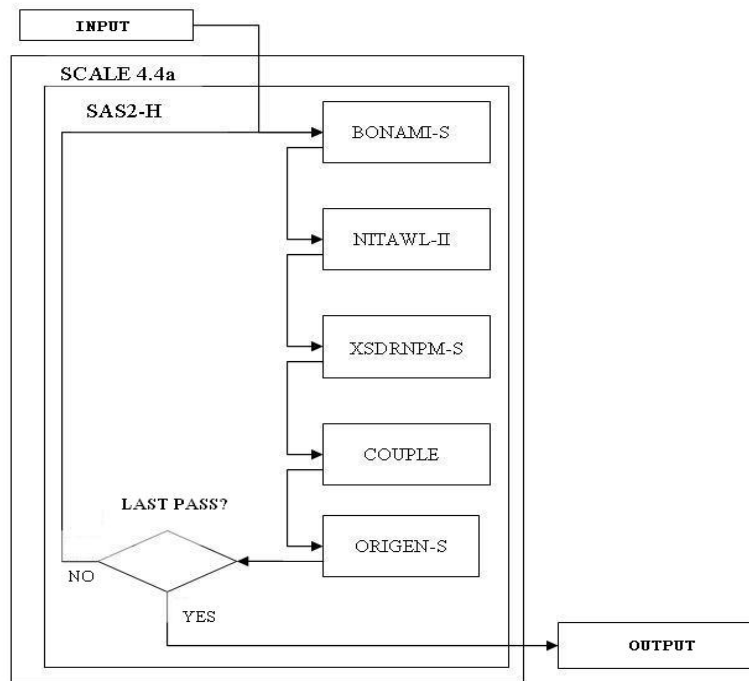 INPUT
SCALE 4.4a
SAS2-H
BONAMI-S
NITAWL-II
XSDRNPM-S
COUPLE
LAST PASS?
ORIGEN-S
NO
YES
OUTPUT